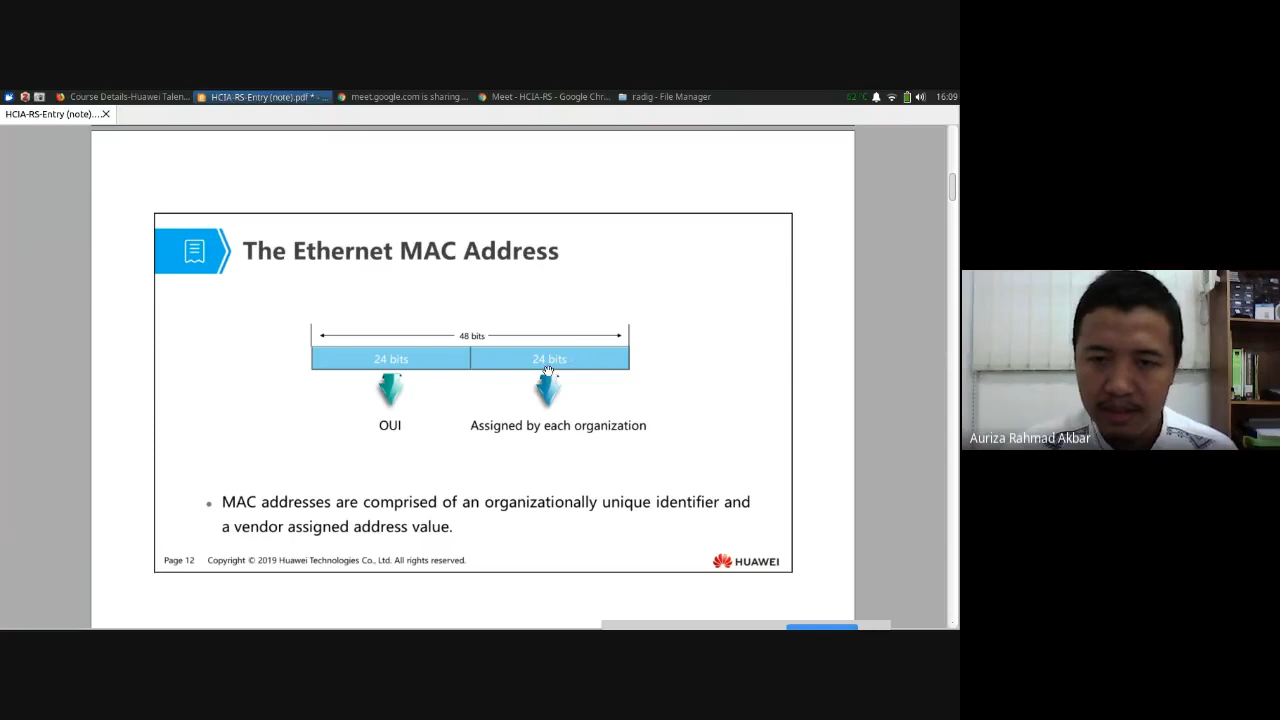 Course Details-Huawei Talen...
HCIA-RS-Entry (note).pdf * - ...
meet.google.com is sharing ...
Meet - HCIA-RS - Google Chr...
radig - File Manager
62°C
16:09
HCIA-RS-Entry (note)....
The Ethernet MAC Address
48 bits
24 bits
24 bits
OUI
Assigned by each organization
• MAC addresses are comprised of an organizationally unique identifier and
a vendor assigned address value.
Page 12
Copyright © 2019 Huawei Technologies Co., Ltd. All rights reserved.
HUAWEI
Auriza Rahmad Akbar